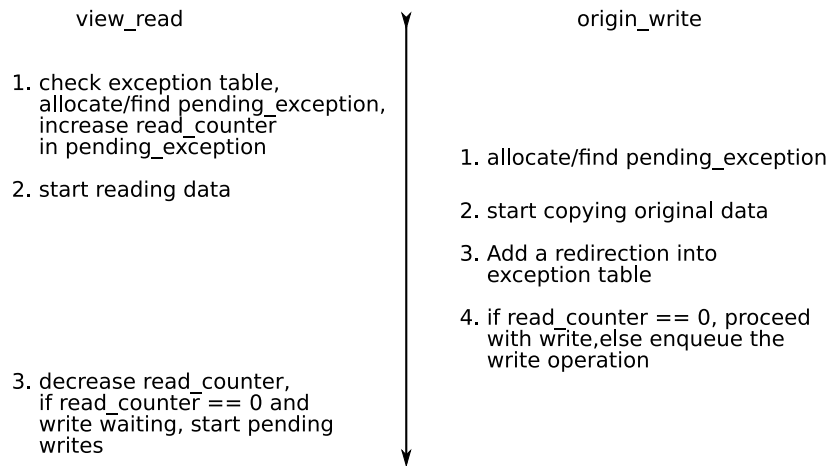 view_read
1. check exception table,
allocate/find pending_exception,
increase read_counter
in pending_exception
2. start reading data
3. decrease read_counter,
if read_counter == 0 and
write waiting, start pending
writes
origin_write
1. allocate/find pending_exception
2. start copying original data
3. Add a redirection into
exception table
4. if read_counter == 0, proceed
with write,else enqueue the
write operation